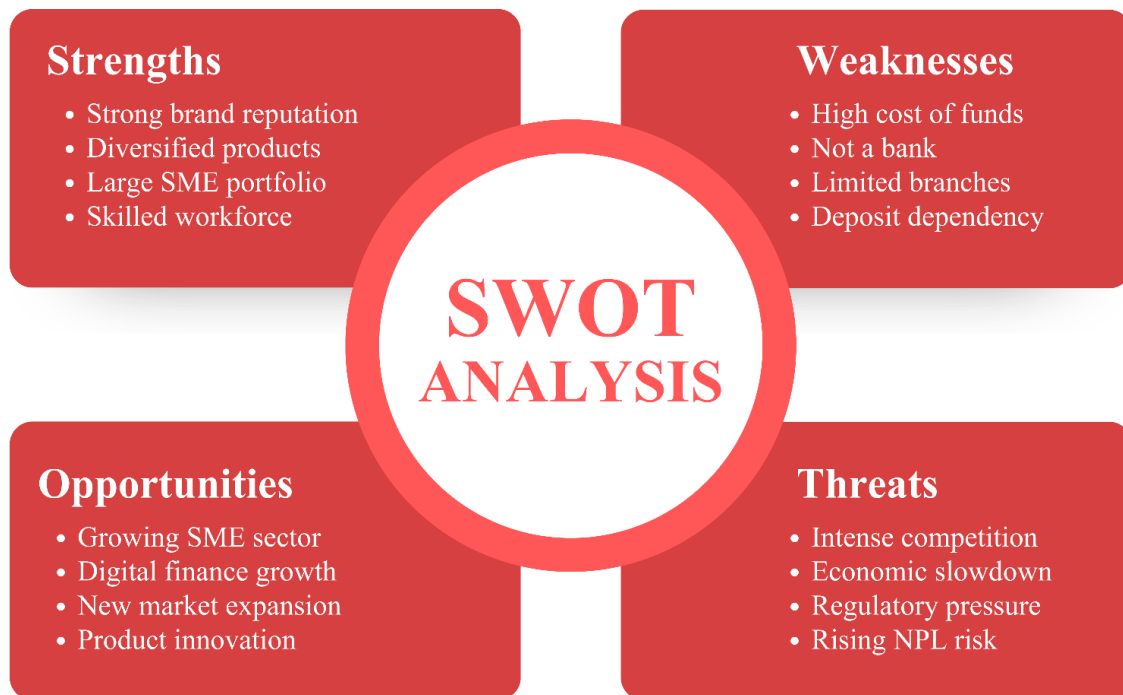 Strengths
• Strong brand reputation
• Diversified products
• Large SME portfolio
• Skilled workforce
Weaknesses
• High cost of funds
• Not a bank
• Limited branches
• Deposit dependency
SWOT
ANALYSIS
Opportunities
• Growing SME sector
• Digital finance growth
• New market expansion
• Product innovation
Threats
• Intense competition
• Economic slowdown
• Regulatory pressure
• Rising NPL risk